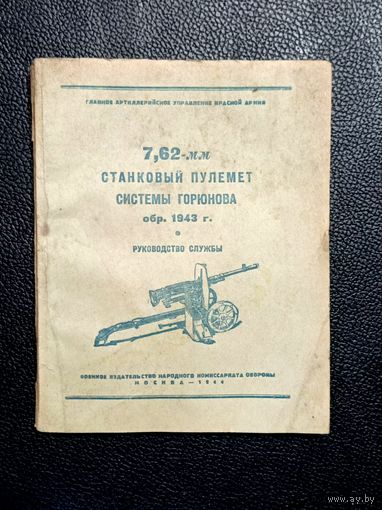 ГЛАВНОЕ АРТИЛЛЕРИЙСКОЕ УПРАВЛЕНИЕ КРАСНОЙ АРМИИ
7,62-мм
СТАНКОВЫЙ ПУЛЕМЕТ
СИСТЕМЫ ГОРЮНОВА
обр. 1943 г.
РУКОВОДСТВО СЛУЖБЫ
ВОЕННОЕ ИЗДАТЕЛЬСТВО НАРОДНОГО КОМИССАРИАТА ОБОРОНЫ
МОСКВА — 1944
www.ay.by